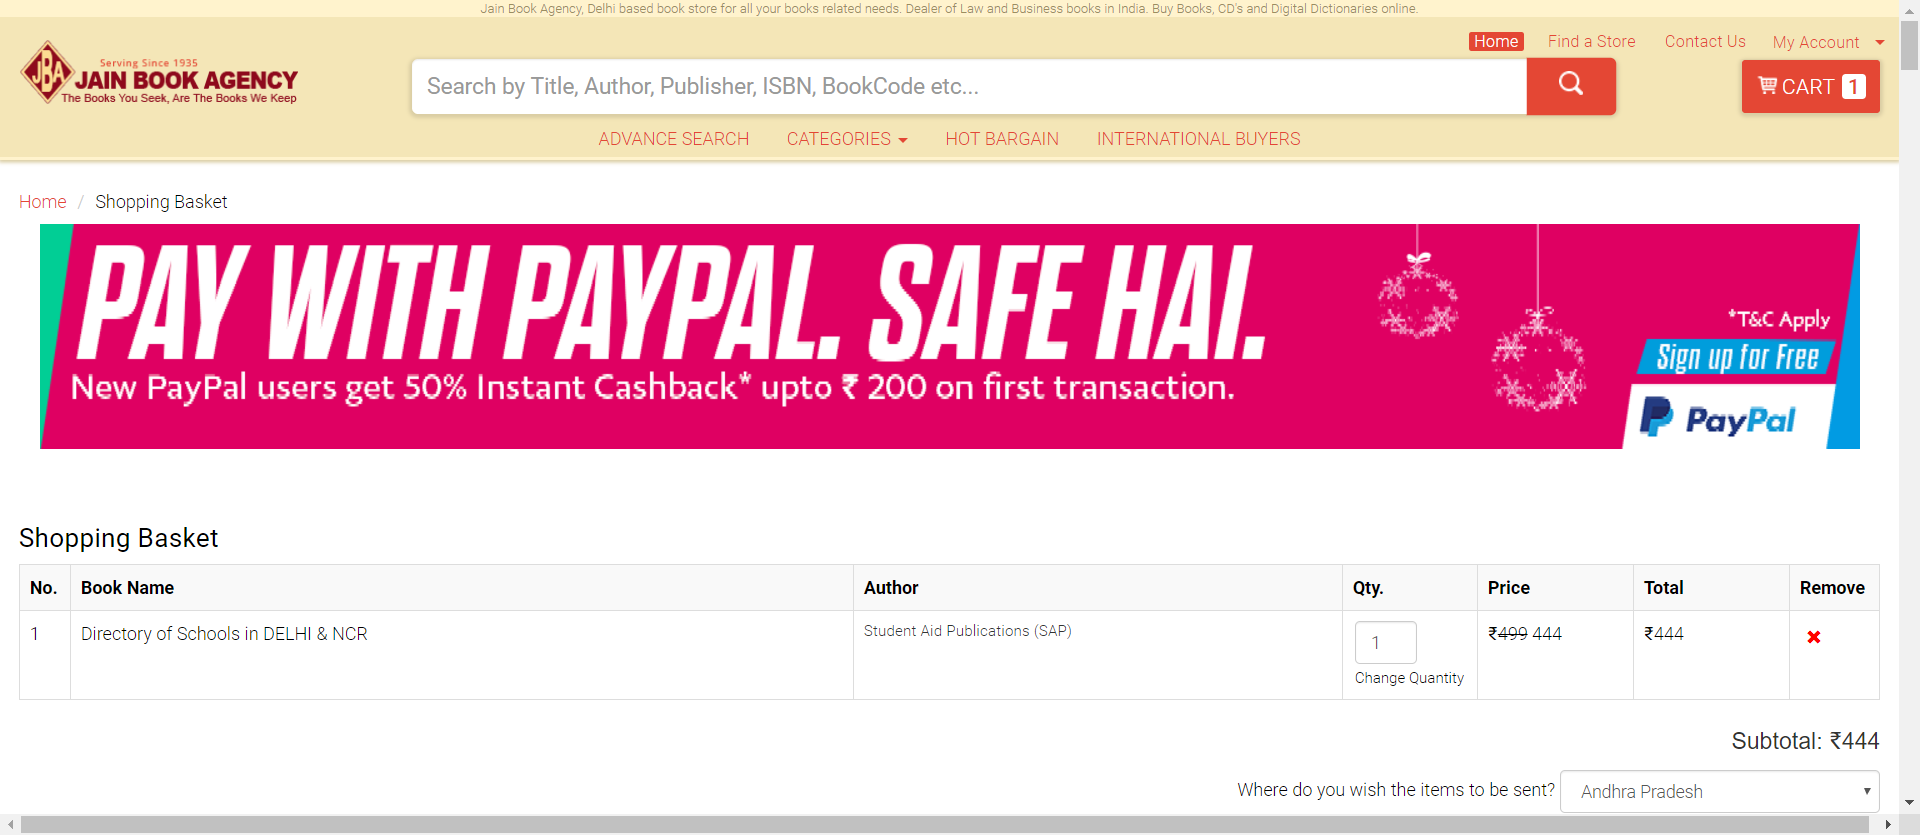 Jain Book Agency, Delhi based book store for all your books related needs. Dealer of Law and Business books in India. Buy Books, CD's and Digital Dictionaries online.
Home Find a Store Contact Us My Account
Serving Since 1935
JBA JAIN BOOK AGENCY
The Books You Seek, Are The Books We Keep
Search by Title, Author, Publisher, ISBN, BookCode etc...
CART 1
ADVANCE SEARCH CATEGORIES HOT BARGAIN INTERNATIONAL BUYERS
Home / Shopping Basket
PAY WITH PAYPAL. SAFE HAI.
New PayPal users get 50% Instant Cashback* upto ₹ 200 on first transaction.
*T&C Apply
Sign up for Free
PayPal
Shopping Basket
No. Book Name Author Qty. Price Total Remove
1 Directory of Schools in DELHI & NCR Student Aid Publications (SAP) 1 ₹499 444 ₹444
Change Quantity
Subtotal: ₹444
Where do you wish the items to be sent? Andhra Pradesh